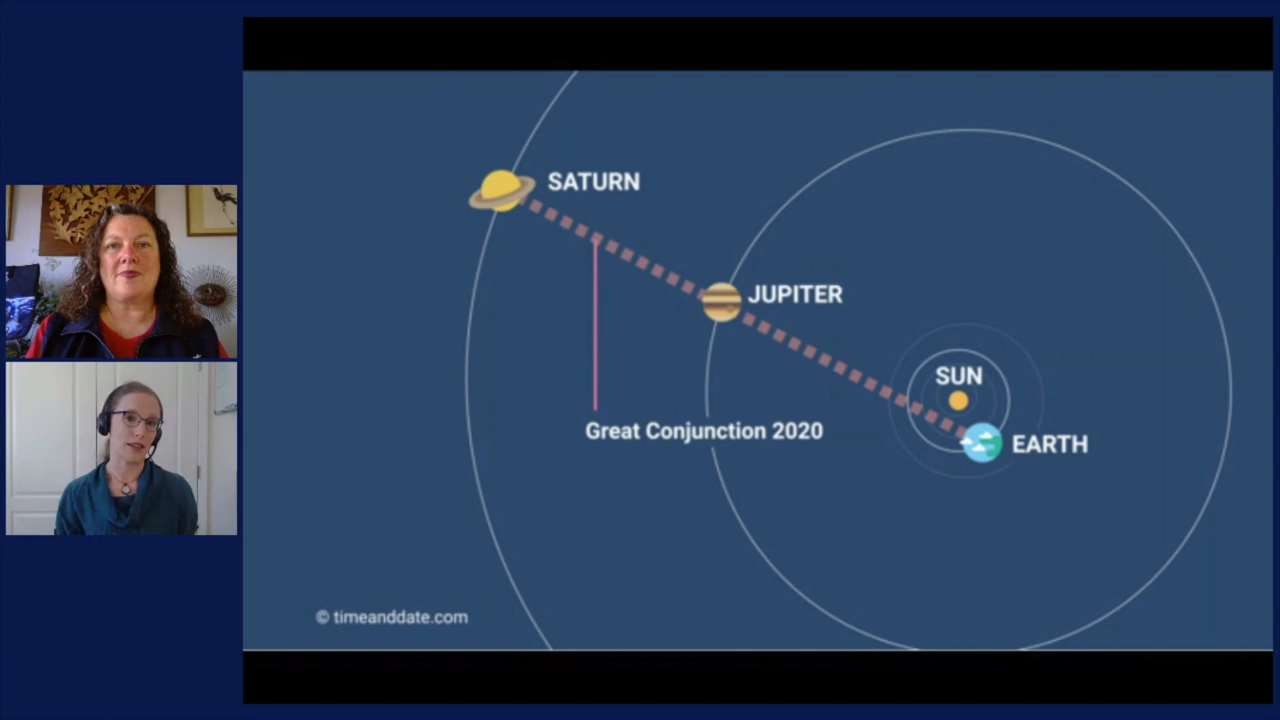 SATURN
JUPITER
SUN
Great Conjunction 2020
EARTH
© timeanddate.com